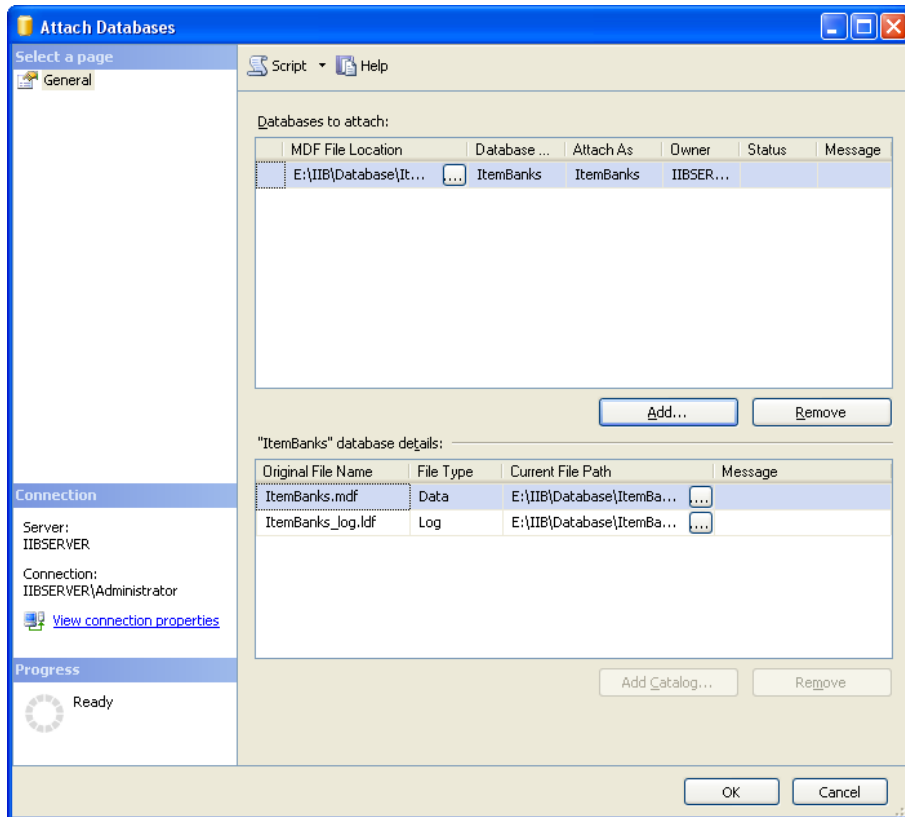 Attach Databases
Select a page
General
Script Help
Databases to attach:
MDF File Location Database ... Attach As Owner Status Message
E:\IIB\Database\It... ... ItemBanks ItemBanks IIBSER...
Add... Remove
"ItemBanks" database details:
Original File Name File Type Current File Path Message
ItemBanks.mdf Data E:\IIB\Database\ItemBa... ...
ItemBanks_log.ldf Log E:\IIB\Database\ItemBa... ...
Add Catalog... Remove
Connection
Server:
IIBSERVER
Connection:
IIBSERVER\Administrator
View connection properties
Progress
Ready
OK Cancel